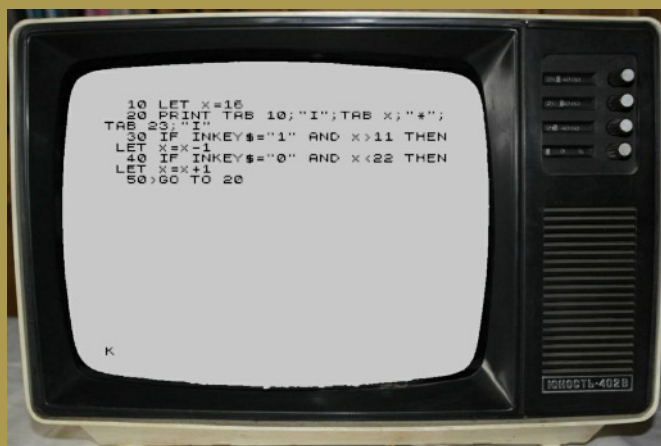 10 LET x=16
20 PRINT TAB 10;"I";TAB x;"*";
TAB 23;"I"
30 IF INKEY$="1" AND x>11 THEN
LET x=x-1
40 IF INKEY$="0" AND x<22 THEN
LET x=x+1
50>GO TO 20
K
ЮНОСТЬ-402В